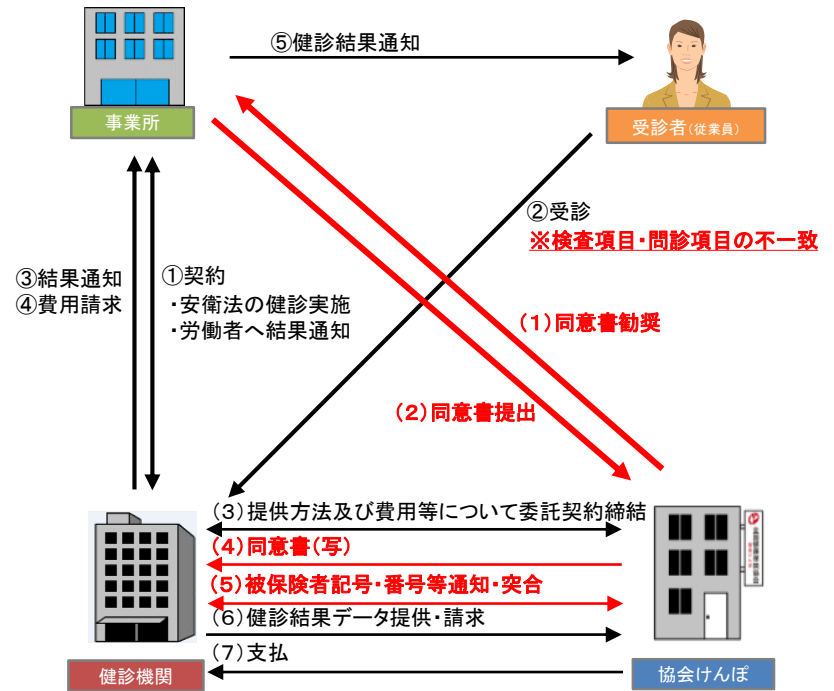 ⑤健診結果通知
事業所
受診者(従業員)
②受診
※検査項目・問診項目の不一致
③結果通知
④費用請求
①契約
・安衛法の健診実施
・労働者へ結果通知
(1)同意書勧奨
(2)同意書提出
(3)提供方法及び費用等について委託契約締結
(4)同意書(写)
(5)被保険者記号・番号等通知・突合
(6)健診結果データ提供・請求
(7)支払
健診機関
協会けんぽ